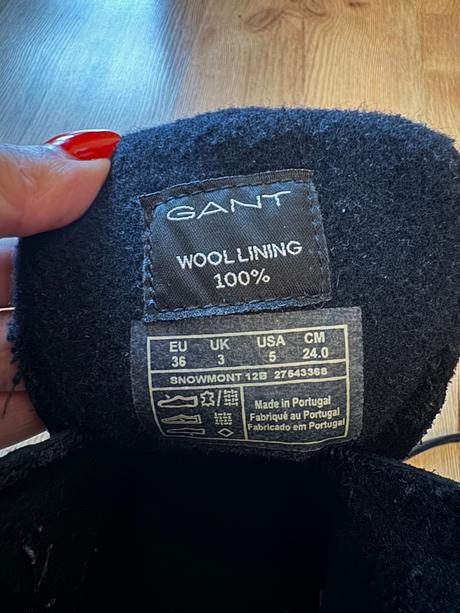 GANT
WOOL LINING
100%
EU UK USA CM
36 3 5 24.0
SNOWMONT 12B 27543368
Made in Portugal
Fabriqué au Portugal
Fabricado em Portugal